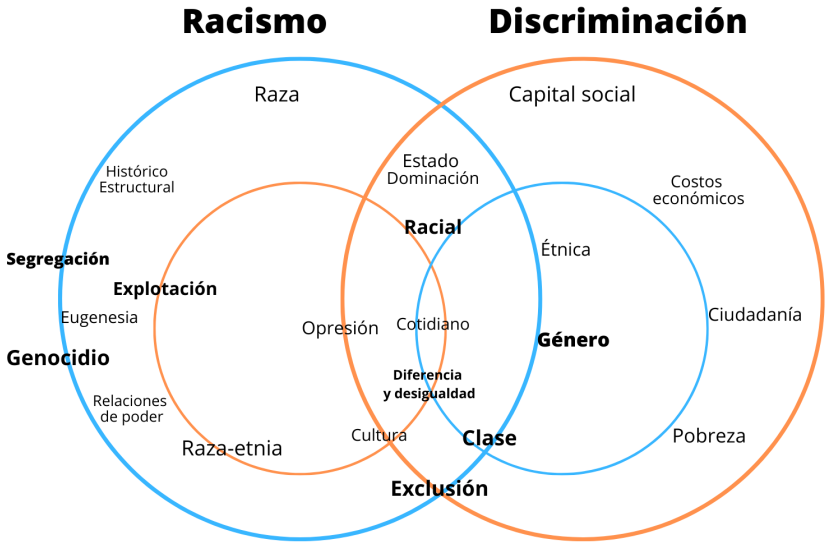 Racismo
Discriminación
Raza
Capital social
Estado
Dominación
Histórico
Estructural
Costos
económicos
Racial
Étnica
Segregación
Explotación
Eugenesia
Opresión
Cotidiano
Ciudadanía
Género
Genocidio
Diferencia
y desigualdad
Relaciones
de poder
Cultura
Clase
Pobreza
Raza-etnia
Exclusión